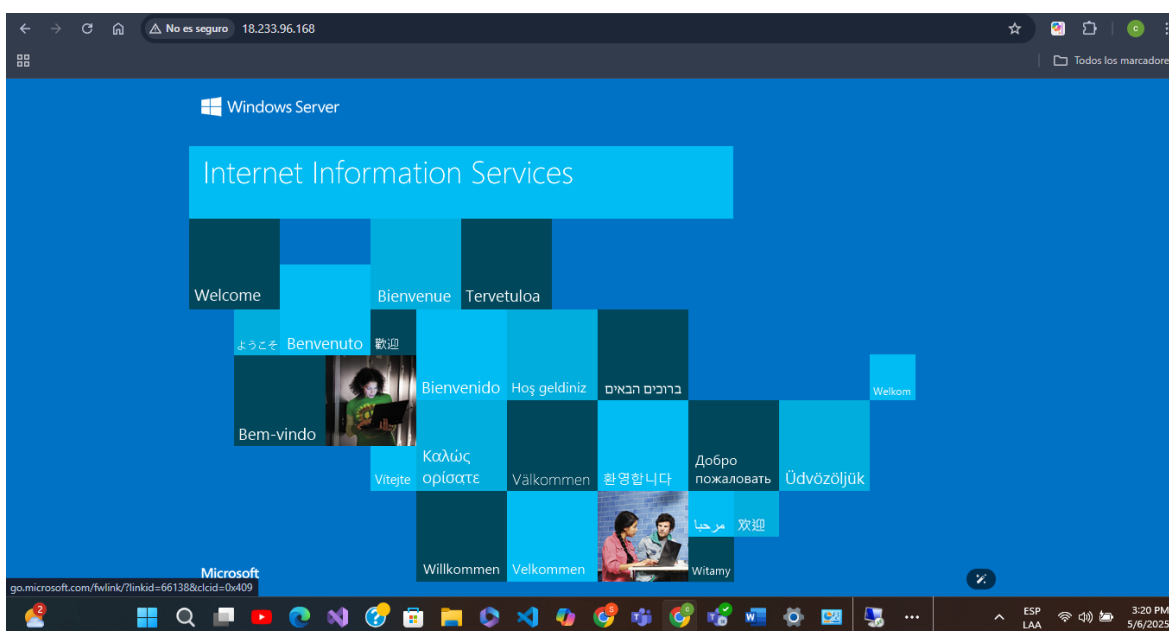 No es seguro 18.233.96.168
c
Todos los marcadore
Windows Server
Internet Information Services
Welcome
Bienvenue
Tervetuloa
ようこそ
Benvenuto
歡迎
Bienvenido
Hoş geldiniz
ברוכים הבאים
Welkom
Bem-vindo
Vítejte
Καλώς
ορίσατε
Välkommen
환영합니다
Добро
пожаловать
Üdvözöljük
مرحبا
欢迎
Microsoft
Willkommen
Velkommen
Witamy
go.microsoft.com/fwlink/?linkid=66138&clcid=0x409
2
ESP
LAA
3:20 PM
5/6/2025